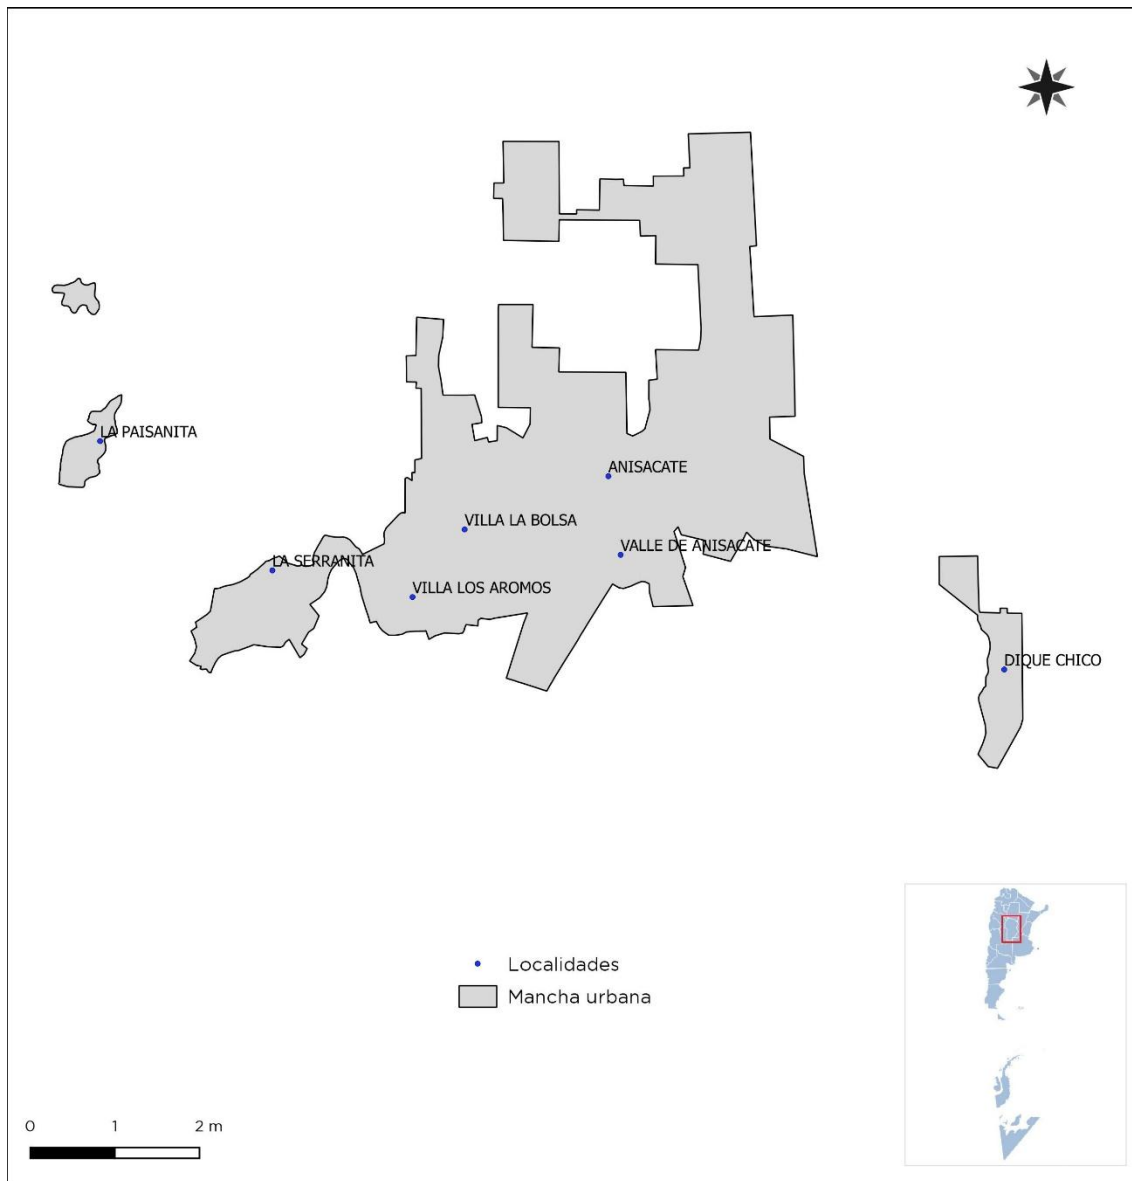 LA PAISANITA
ANISACATE
VILLA LA BOLSA
VALLE DE ANISACATE
LA SERRANITA
VILLA LOS AROMOS
DIQUE CHICO
Localidades
Mancha urbana
0 1 2 m